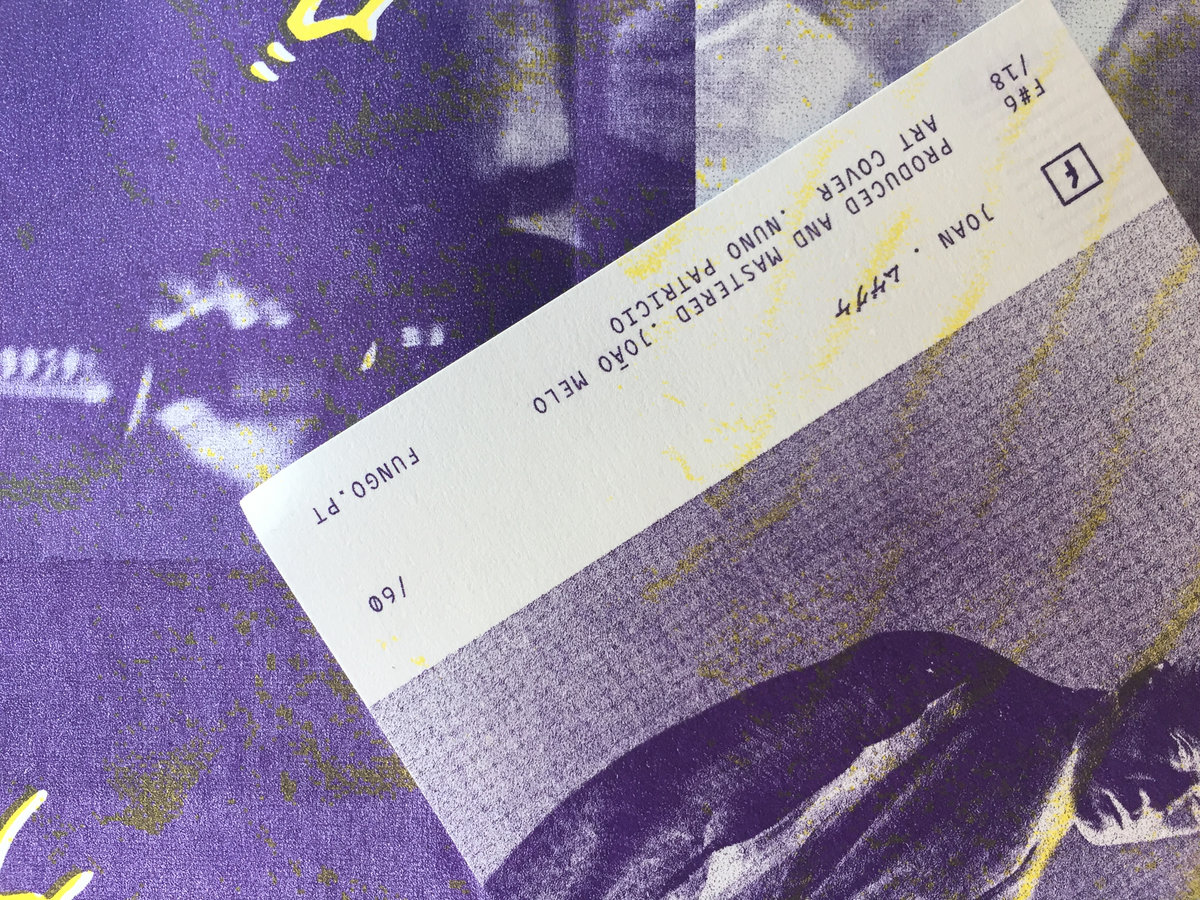 F#6
/18
JOAN .
PRODUCED AND MASTERED .JOÃO MELO
ART COVER .NUNO PATRICIO
FUNGO.PT
/60